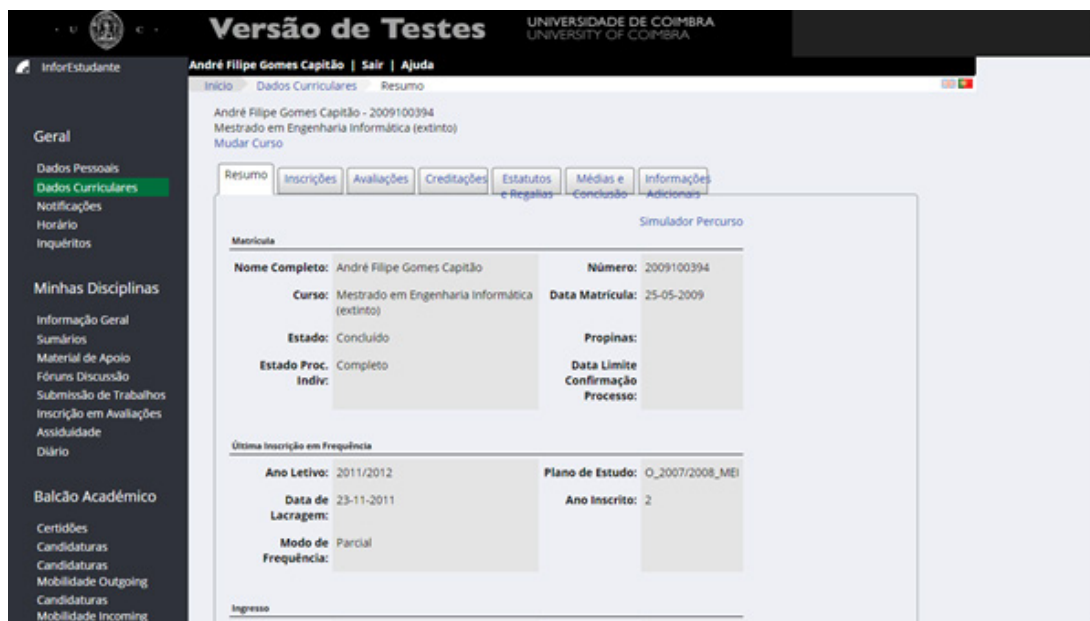 · U C ·
Versão de Testes
UNIVERSIDADE DE COIMBRA
UNIVERSITY OF COIMBRA
InforEstudante
André Filipe Gomes Capitão | Sair | Ajuda
Início Dados Curriculares Resumo
André Filipe Gomes Capitão - 2009100394
Mestrado em Engenharia Informática (extinto)
Mudar Curso
Geral
Dados Pessoais
Dados Curriculares
Notificações
Horário
Inquéritos
Minhas Disciplinas
Informação Geral
Sumários
Material de Apoio
Fóruns Discussão
Submissão de Trabalhos
Inscrição em Avaliações
Assiduidade
Diário
Balcão Académico
Certidões
Candidaturas
Candidaturas
Mobilidade Outgoing
Candidaturas
Mobilidade Incoming
Resumo Inscrições Avaliações Creditações Estatutos e Regalias Médias e Conclusão Informações Adicionais
Simulador Percurso
Matrícula
Nome Completo: André Filipe Gomes Capitão Número: 2009100394
Curso: Mestrado em Engenharia Informática Data Matrícula: 25-05-2009
(extinto)
Estado: Concluído Propinas:
Estado Proc. Completo Data Limite
Indiv: Confirmação
Processo:
Última Inscrição em Frequência
Ano Letivo: 2011/2012 Plano de Estudo: O_2007/2008_MEI
Data de 23-11-2011 Ano Inscrito: 2
Lacragem:
Modo de Parcial
Frequência:
Ingresso